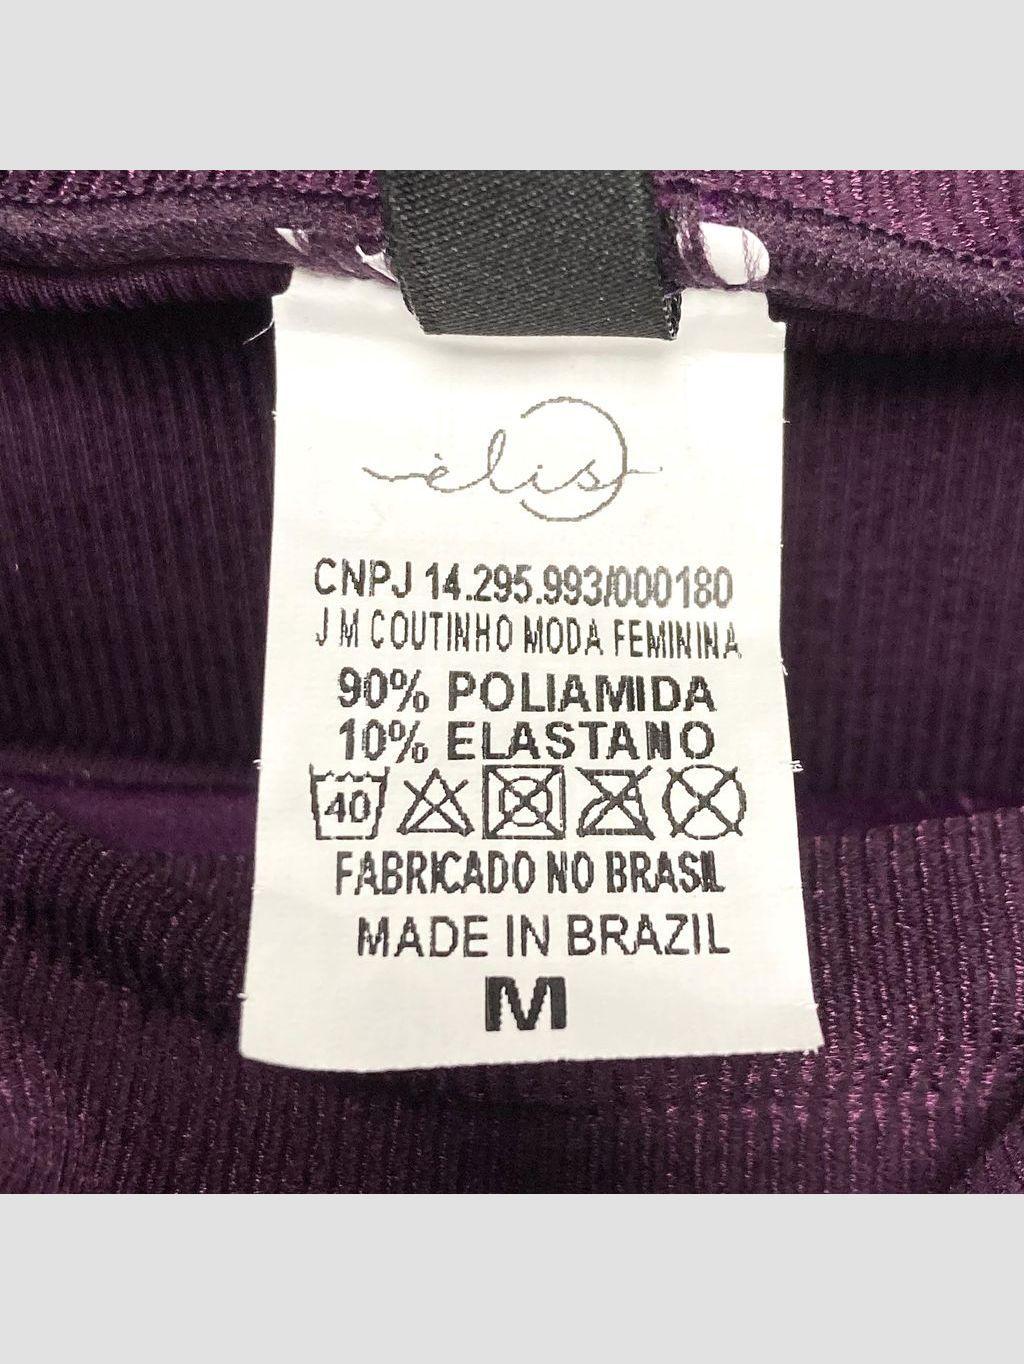 èlis
CNPJ 14.295.993/000180
J M COUTINHO MODA FEMININA
90% POLIAMIDA
10% ELASTANO
40
FABRICADO NO BRASIL
MADE IN BRAZIL
M